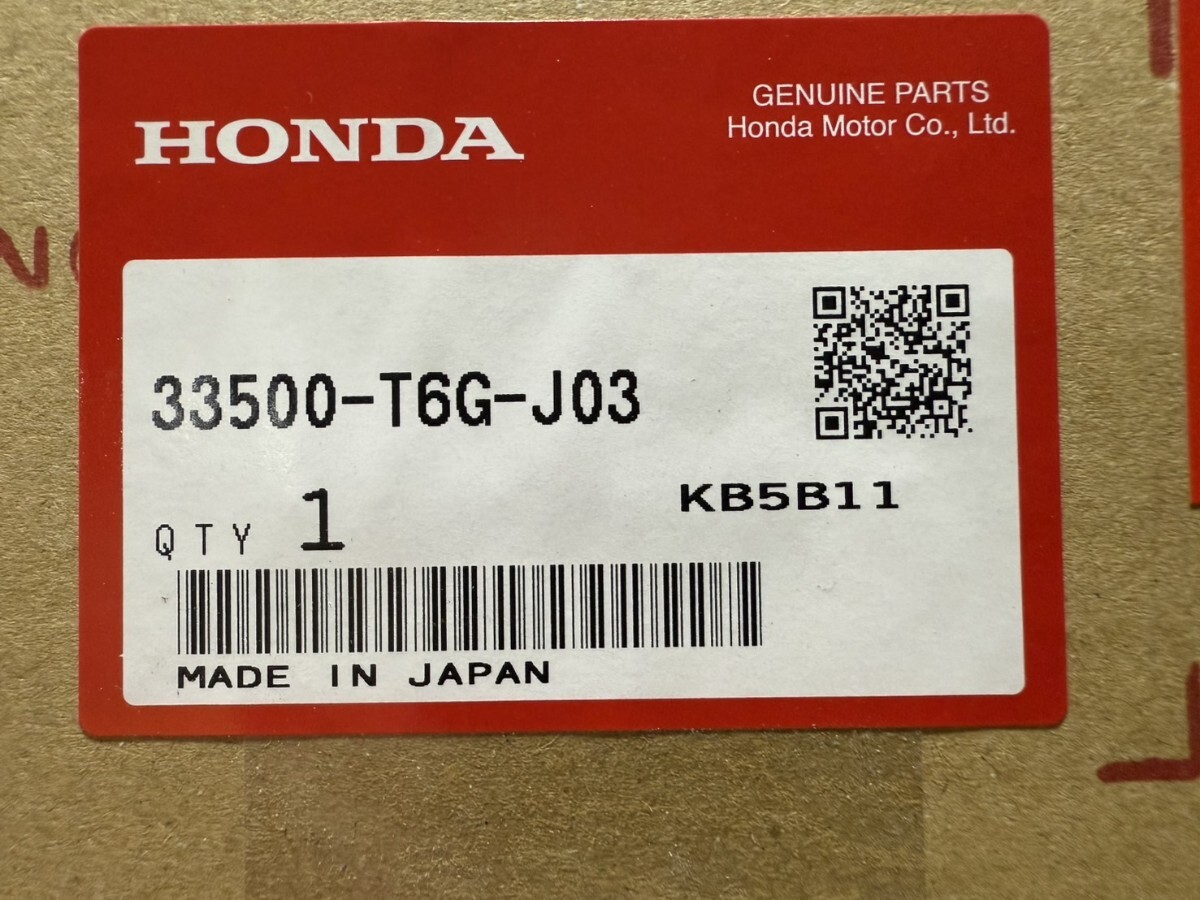 HONDA
GENUINE PARTS
Honda Motor Co., Ltd.
33500-T6G-J03
KB5B11
QTY 1
MADE IN JAPAN